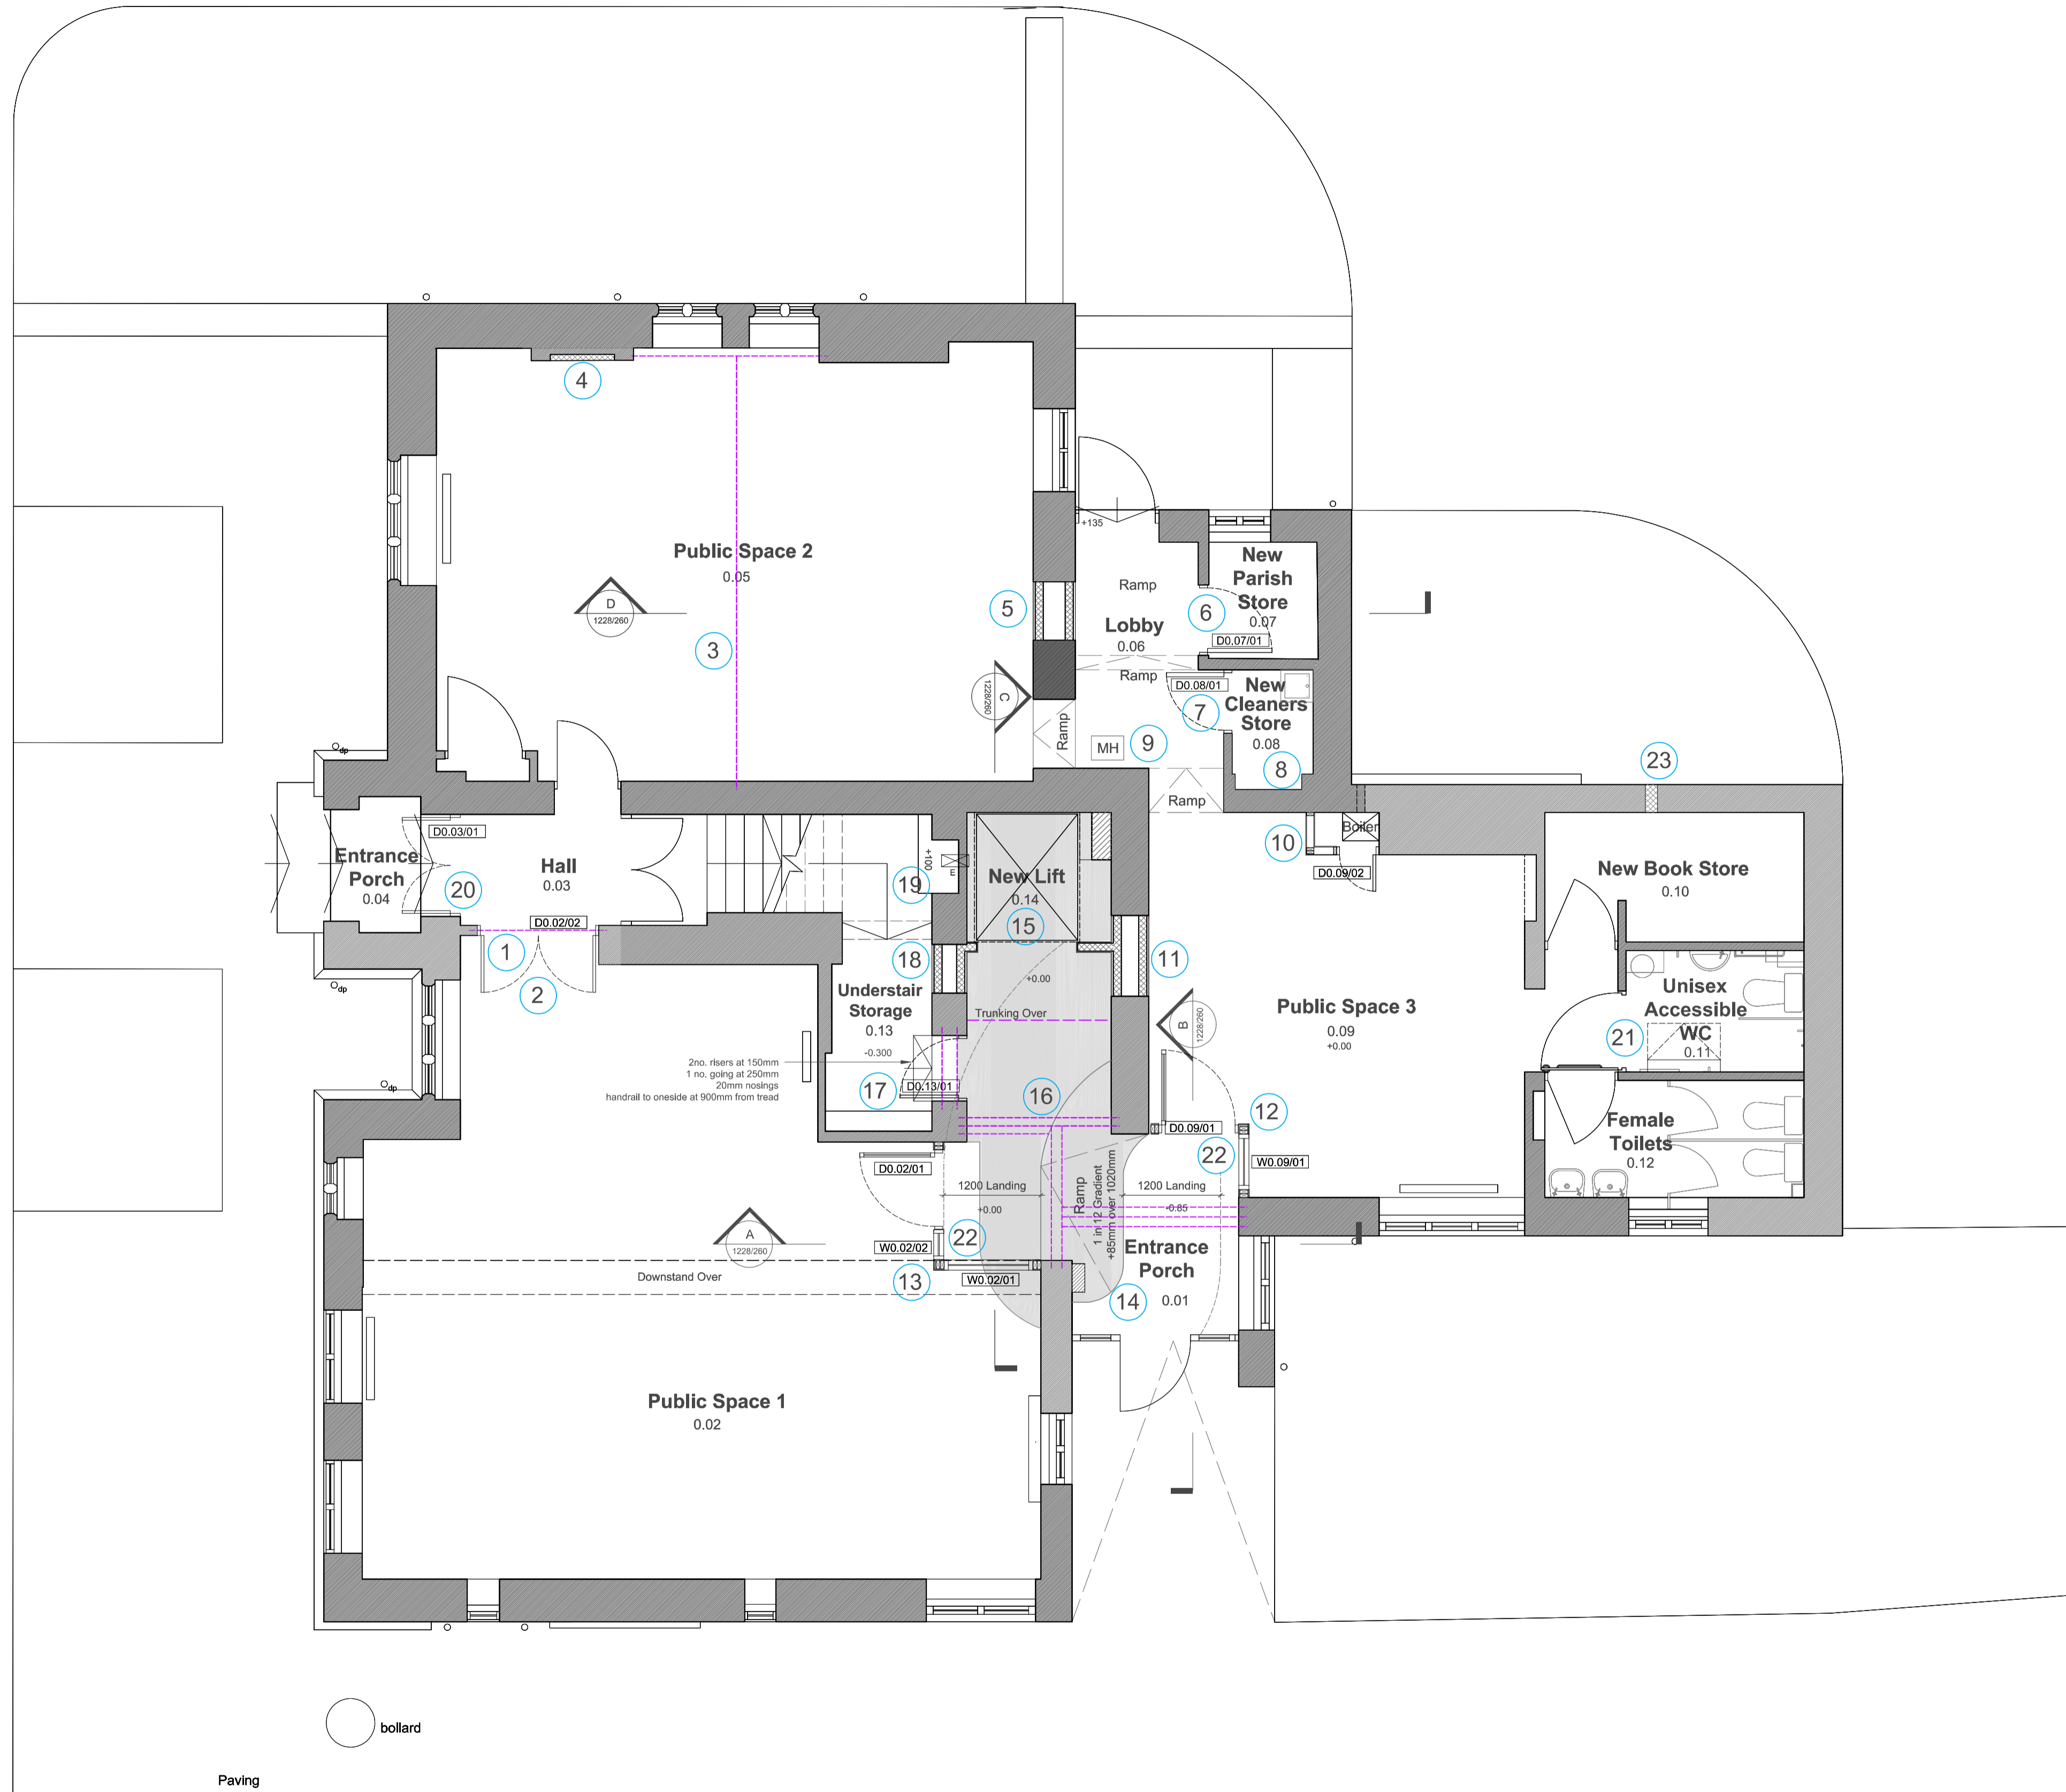 4
+135
New
Parish
Store
0.07
Ramp
Public Space 2
0.05
D
1228/260
5
6
Lobby
0.06
D0.07/01
3
Ramp
D0.08/01
New
Cleaners
Store
0.08
C
1228/260
7
Ramp
MH
9
8
23
dp
Ramp
D0.03/01
Entrance
Porch
0.04
Hall
0.03
20
D0.02/02
+100
E
19
New Lift
0.14
15
10
Boiler
D0.09/02
New Book Store
0.10
1
2
18
11
+0.00
dp
Understair
Storage
0.13
-0.300
Trunking Over
Public Space 3
0.09
+0.00
B
1228/260
Unisex
Accessible
WC
0.11
21
2no. risers at 150mm
1 no. going at 250mm
20mm nosings
handrail to oneside at 900mm from tread
dp
17
D0.13/01
16
12
D0.09/01
22
W0.09/01
Female
Toilets
0.12
D0.02/01
1200 Landing
+0.00
Ramp
1 in 12 Gradient
+85mm over 1020mm
1200 Landing
-0.85
A
1228/260
W0.02/02
22
Entrance
Porch
0.01
Downstand Over
13
W0.02/01
14
Public Space 1
0.02
bollard
Paving